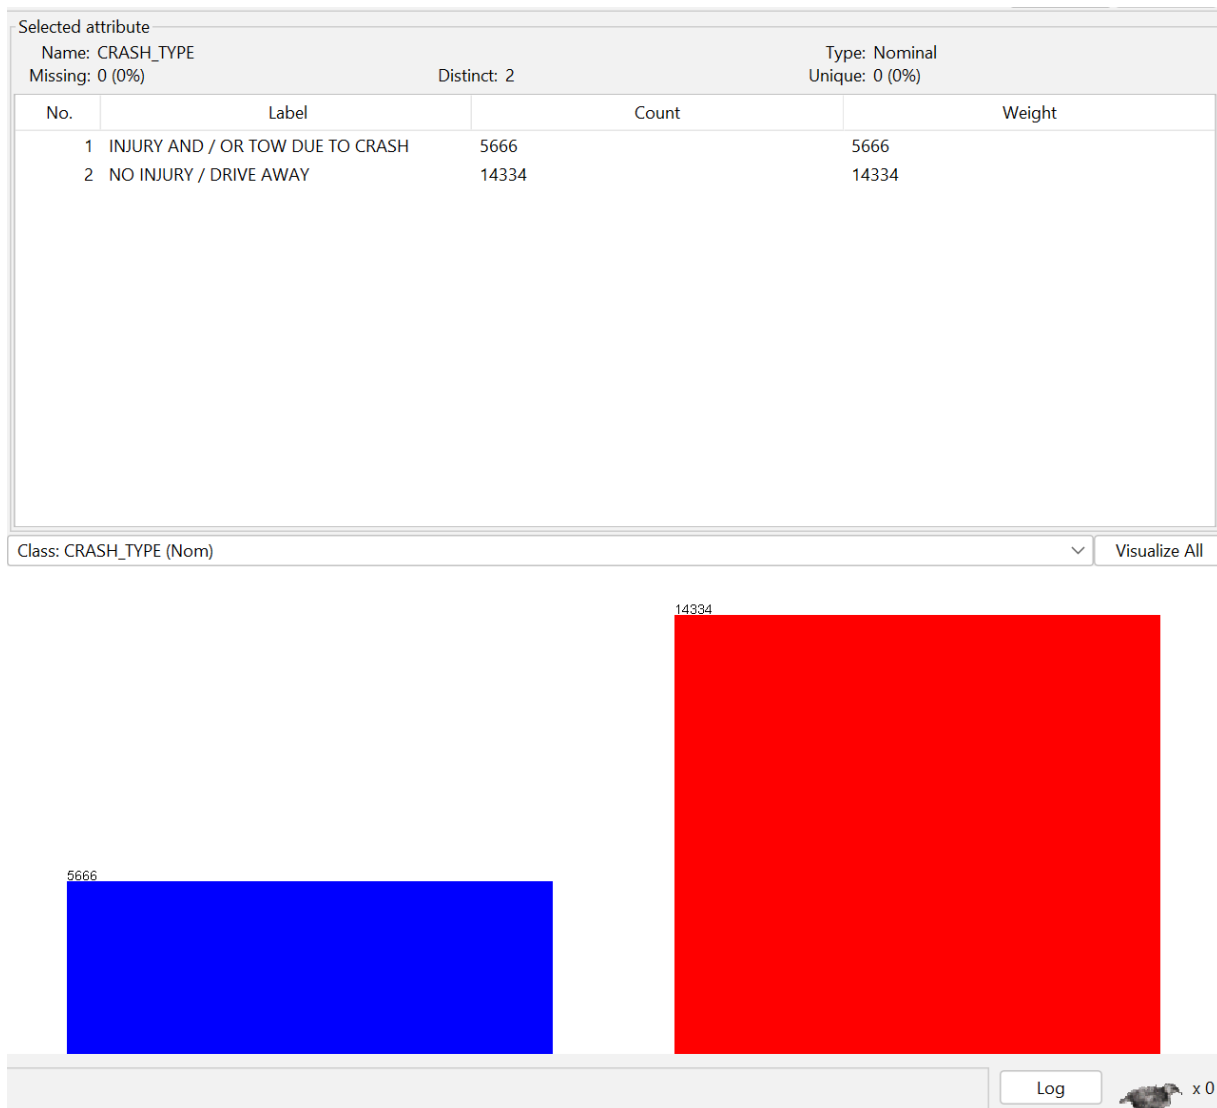 Selected attribute
Name: CRASH_TYPE Type: Nominal
Missing: 0 (0%) Distinct: 2 Unique: 0 (0%)
No. Label Count Weight
1 INJURY AND / OR TOW DUE TO CRASH 5666 5666
2 NO INJURY / DRIVE AWAY 14334 14334
Class: CRASH_TYPE (Nom) Visualize All
14334
5666
Log x 0